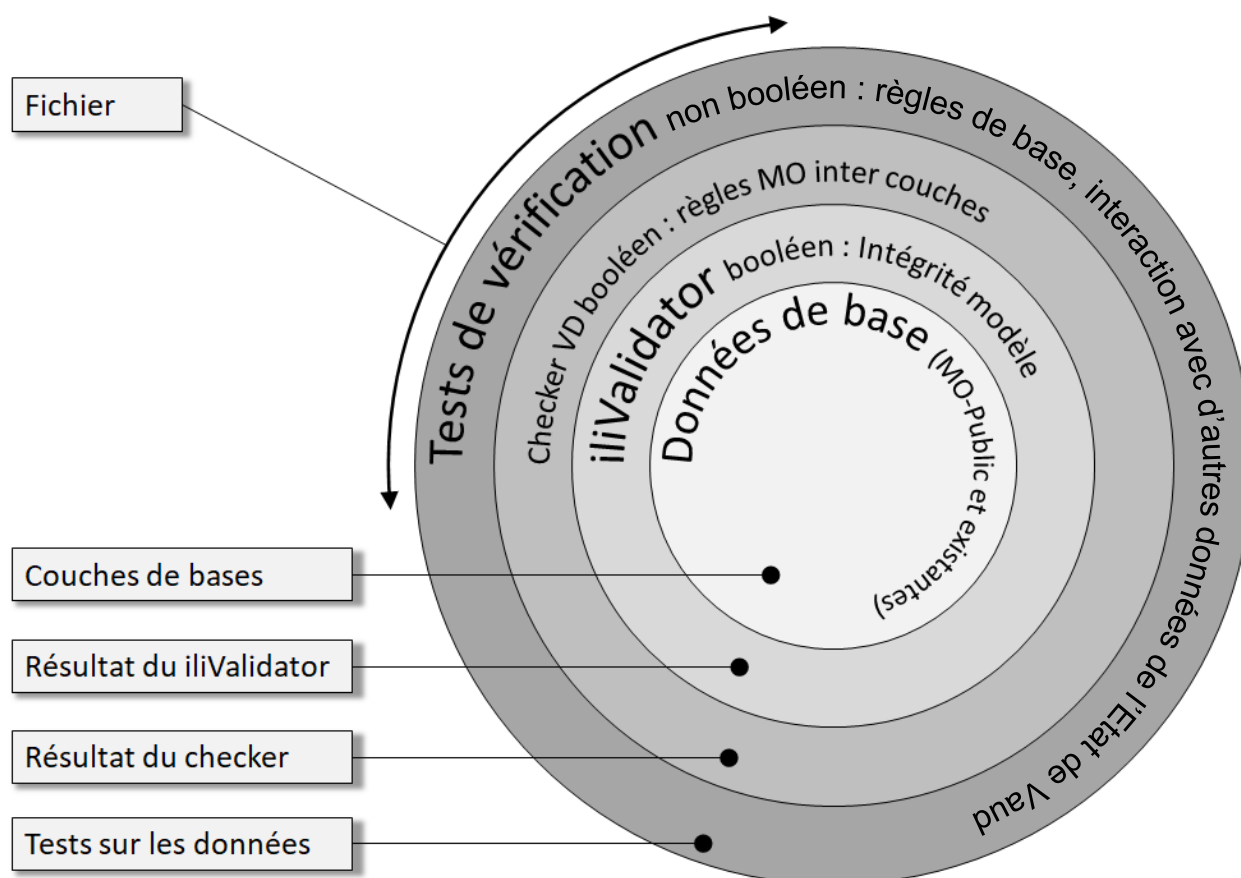 Fichier
Tests de vérification non booléen : règles de base, interaction avec d'autres données de l'Etat de Vaud
Checker VD booléen : règles MO inter couches
iliValidator booléen : Intégrité modèle
Données de base (MO-Public et existantes)
Couches de bases
Résultat du iliValidator
Résultat du checker
Tests sur les données